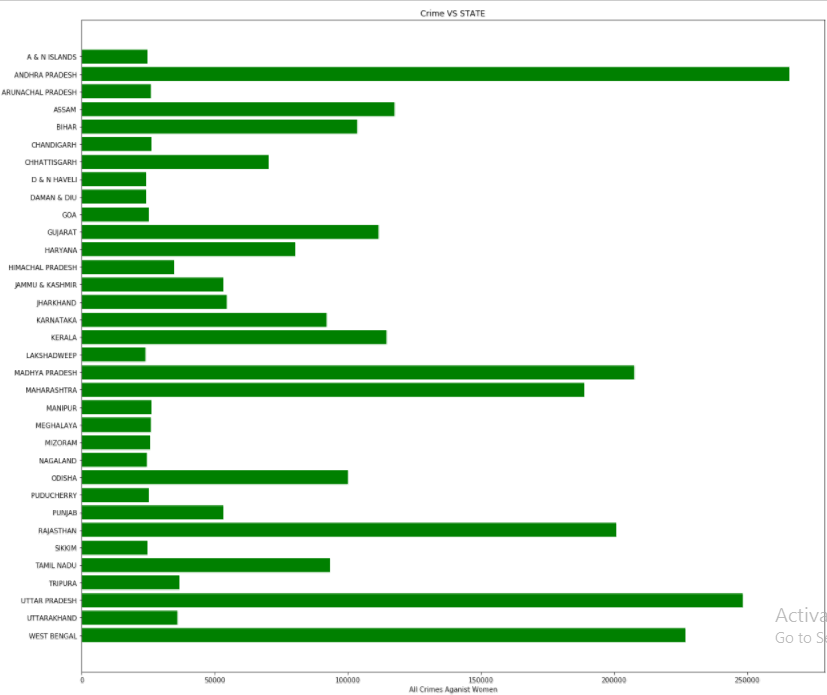 Crime VS STATE
A & N ISLANDS
ANDHRA PRADESH
ARUNACHAL PRADESH
ASSAM
BIHAR
CHANDIGARH
CHHATTISGARH
D & N HAVELI
DAMAN & DIU
GOA
GUJARAT
HARYANA
HIMACHAL PRADESH
JAMMU & KASHMIR
JHARKHAND
KARNATAKA
KERALA
LAKSHADWEEP
MADHYA PRADESH
MAHARASHTRA
MANIPUR
MEGHALAYA
MIZORAM
NAGALAND
ODISHA
PUDUCHERRY
PUNJAB
RAJASTHAN
SIKKIM
TAMIL NADU
TRIPURA
UTTAR PRADESH
UTTARAKHAND
WEST BENGAL
0 50000 100000 150000 200000 250000
All Crimes Aganist Women
Activa
Go to Se